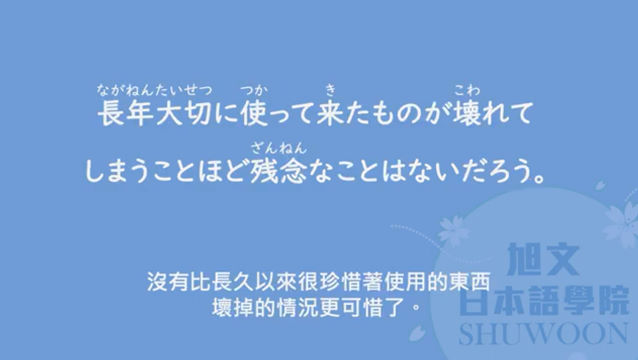 ながねんたいせつ つか き こわ
長年大切に使って来たものが壊れて
ざんねん
しまうことほど残念なことはないだろう。
沒有比長久以來很珍惜著使用的東西
壞掉的情況更可惜了。
旭文
日本語學院
SHUWOON